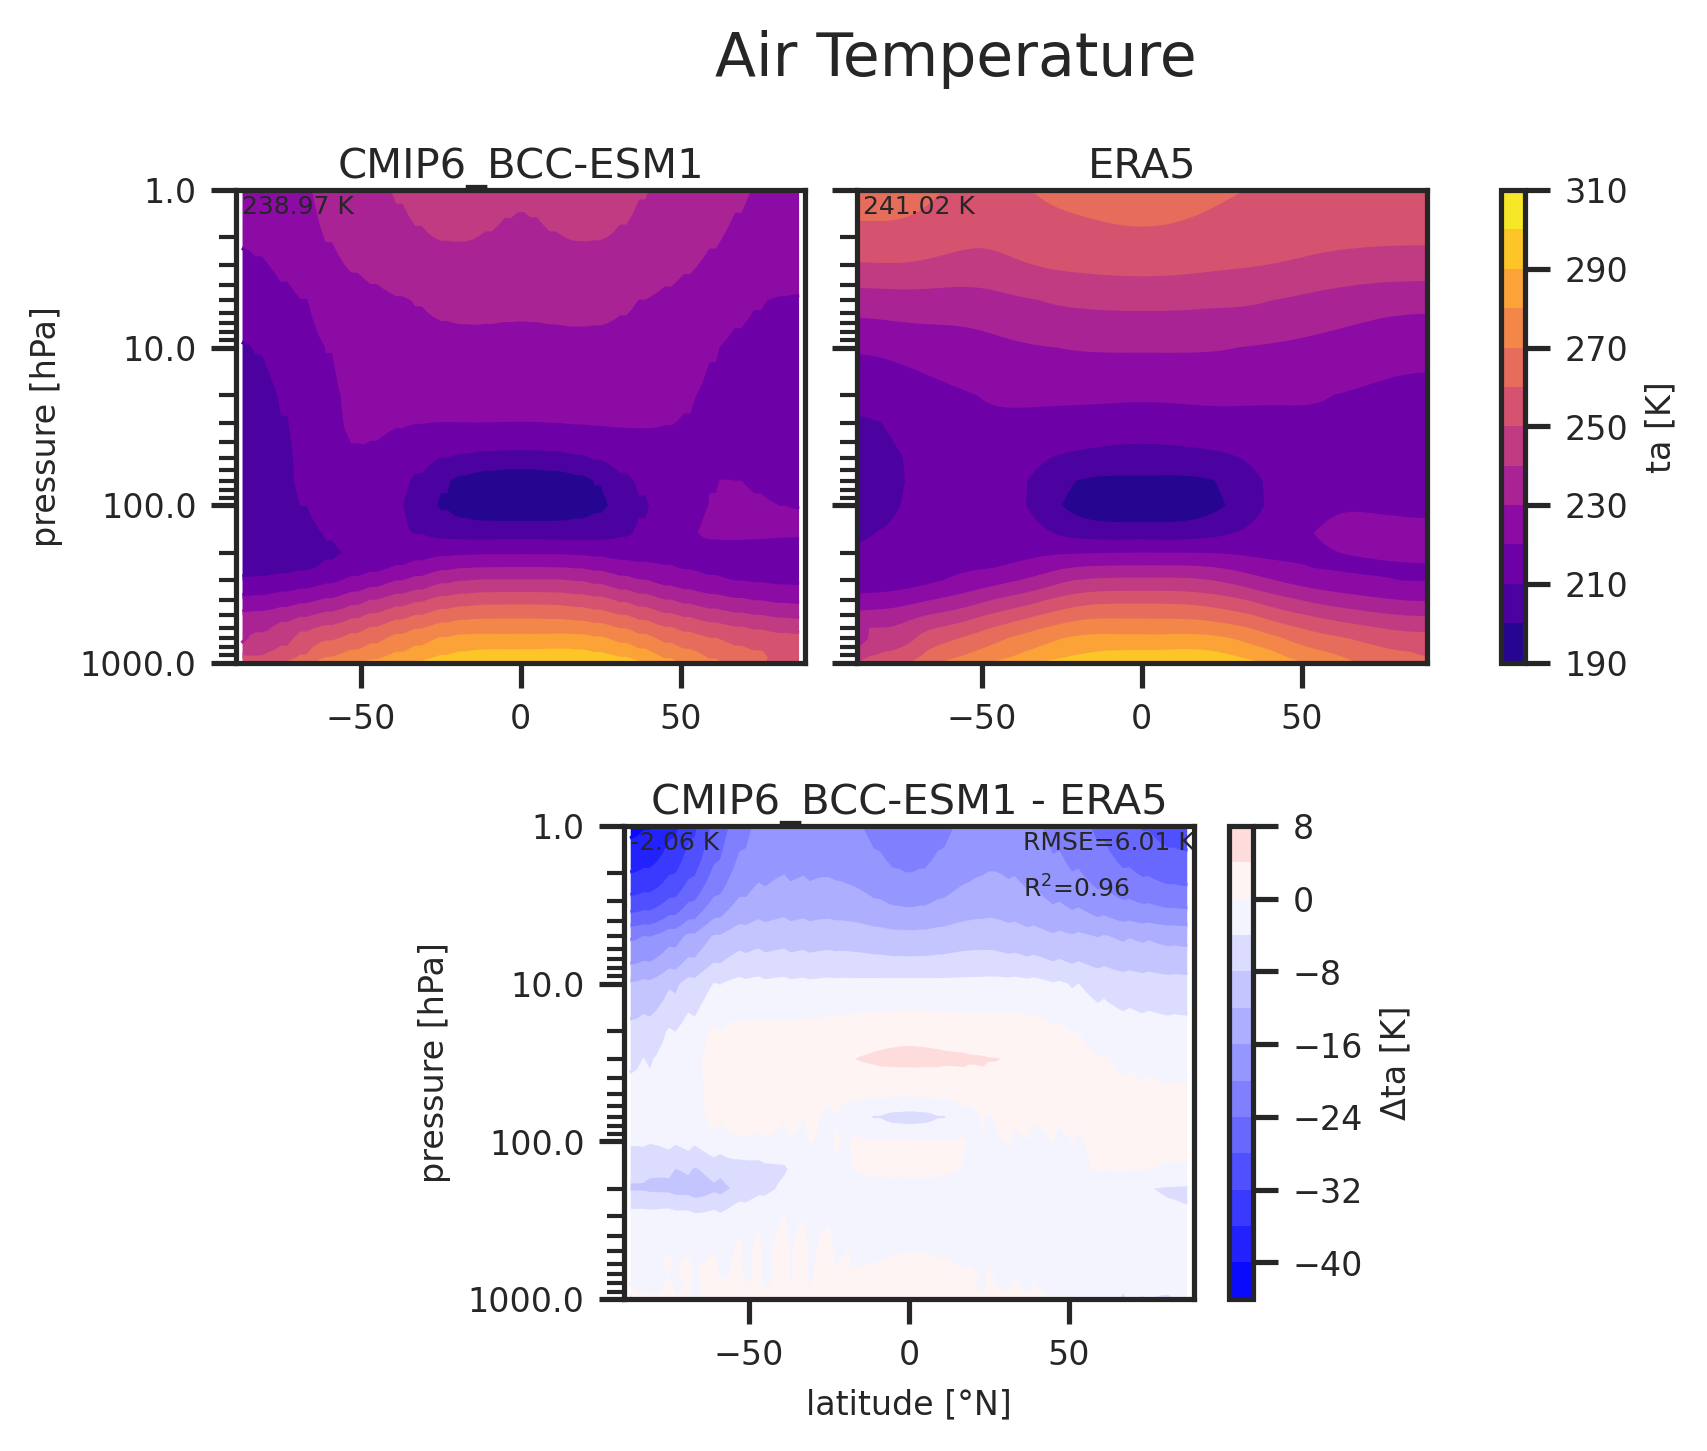 Air Temperature
CMIP6_BCC-ESM1
ERA5
238.97 K
241.02 K
1.0
10.0
100.0
1000.0
pressure [hPa]
−50 0 50
−50 0 50
310
290
270
250
230
210
190
ta [K]
CMIP6_BCC-ESM1 - ERA5
-2.06 K
RMSE=6.01 K
R²=0.96
1.0
10.0
100.0
1000.0
pressure [hPa]
−50 0 50
latitude [°N]
8
0
−8
−16
−24
−32
−40
Δta [K]